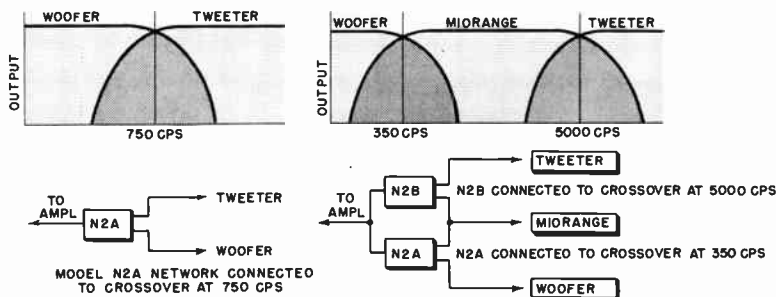 WOOFER TWEETER
OUTPUT
750 CPS
WOOFER MIORANGE TWEETER
OUTPUT
350 CPS 5000 CPS
TO AMPL
N2A
TWEETER
WOOFER
MODEL N2A NETWORK CONNECTED
TO CROSSOVER AT 750 CPS
TO AMPL
N2B
TWEETER
N2B CONNECTED TO CROSSOVER AT 5000 CPS
MIORANGE
N2A
N2A CONNECTED TO CROSSOVER AT 350 CPS
WOOFER